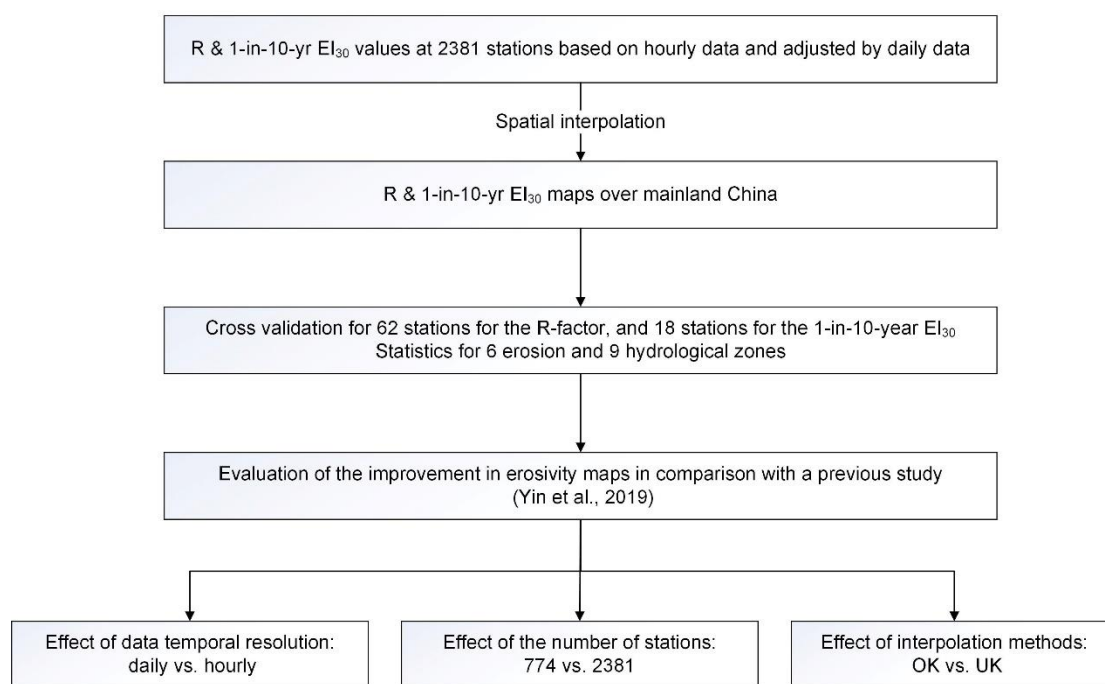 R & 1-in-10-yr EI₃₀ values at 2381 stations based on hourly data and adjusted by daily data
Spatial interpolation
R & 1-in-10-yr EI₃₀ maps over mainland China
Cross validation for 62 stations for the R-factor, and 18 stations for the 1-in-10-year EI₃₀
Statistics for 6 erosion and 9 hydrological zones
Evaluation of the improvement in erosivity maps in comparison with a previous study
(Yin et al., 2019)
Effect of data temporal resolution:
daily vs. hourly
Effect of the number of stations:
774 vs. 2381
Effect of interpolation methods:
OK vs. UK